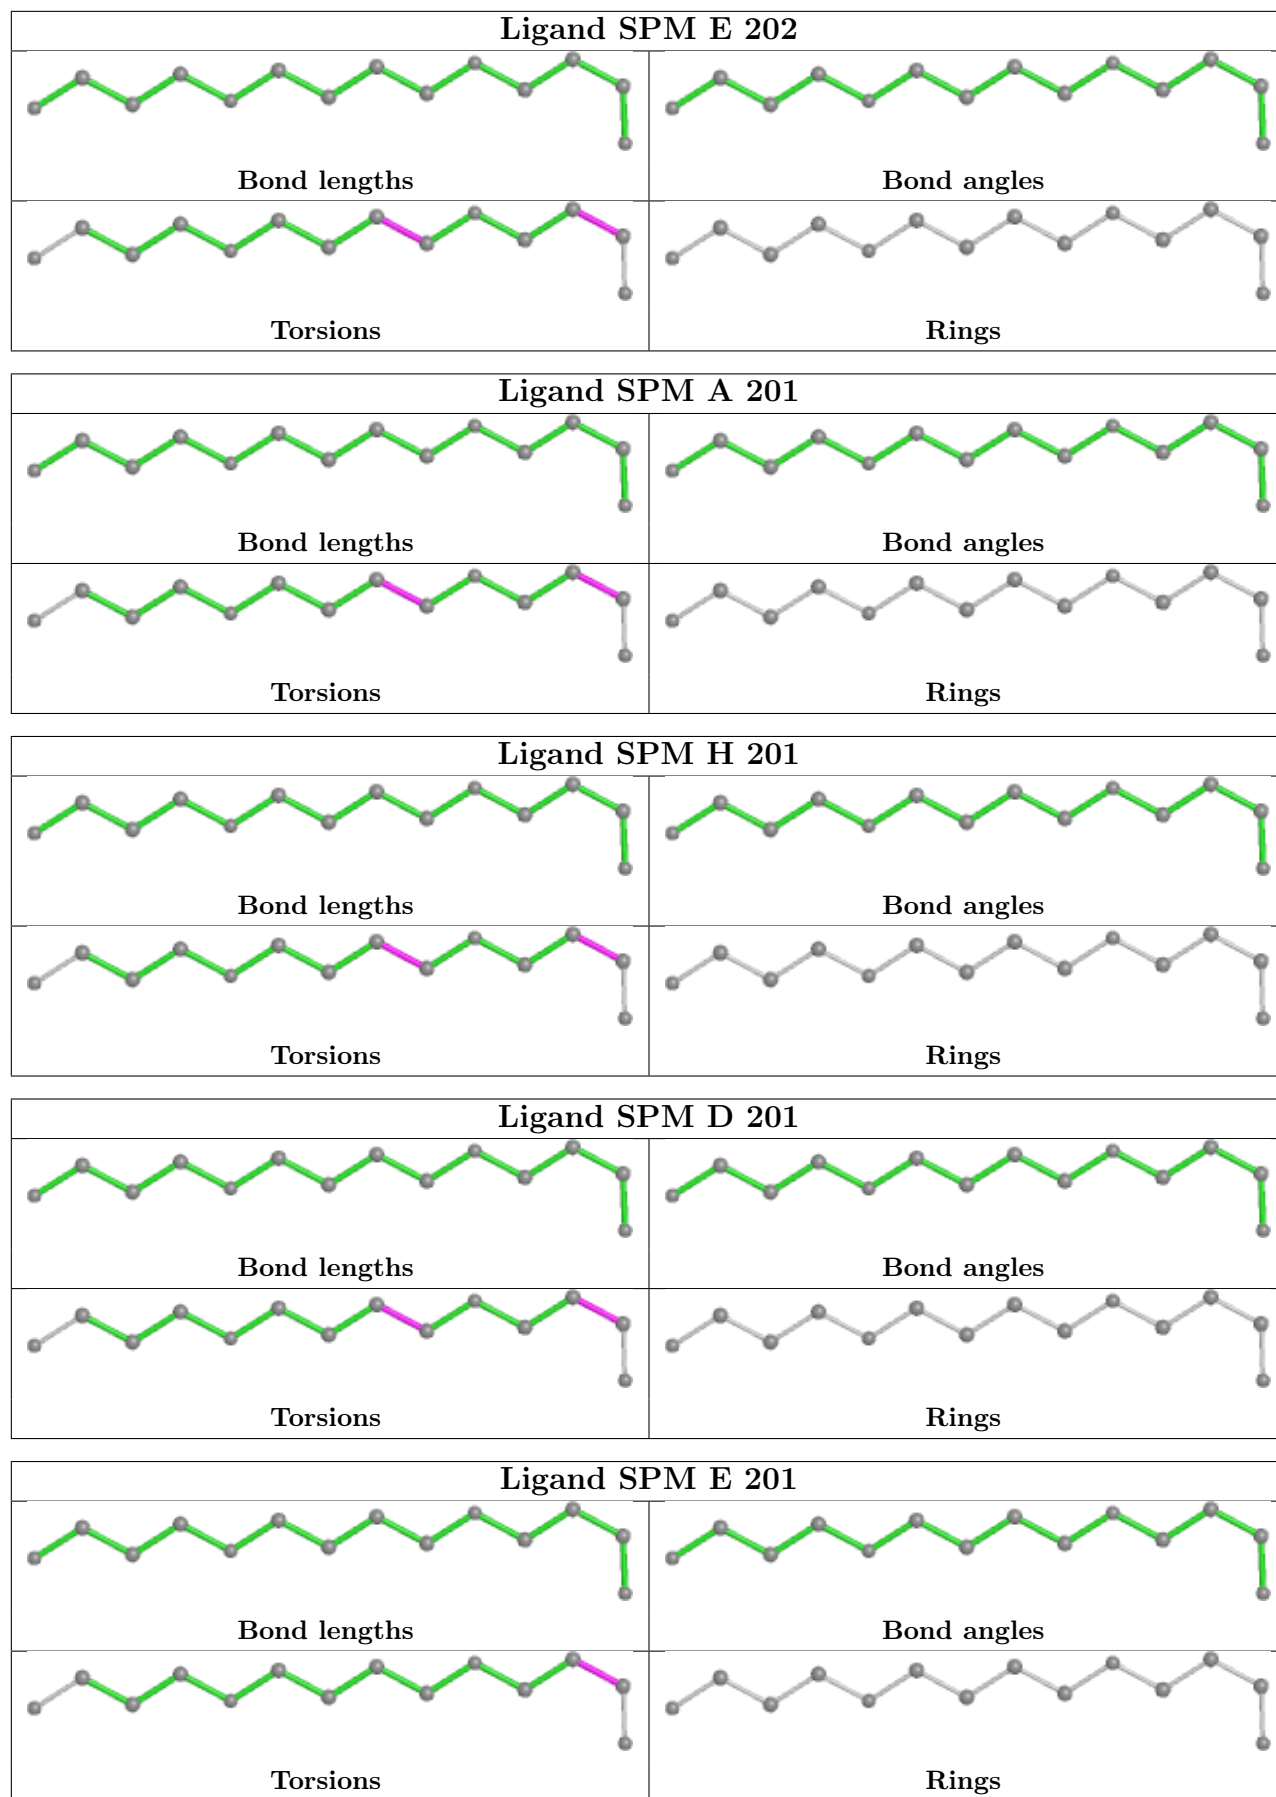 Ligand SPM E 202
Bond lengths
Bond angles
Torsions
Rings
Ligand SPM A 201
Bond lengths
Bond angles
Torsions
Rings
Ligand SPM H 201
Bond lengths
Bond angles
Torsions
Rings
Ligand SPM D 201
Bond lengths
Bond angles
Torsions
Rings
Ligand SPM E 201
Bond lengths
Bond angles
Torsions
Rings